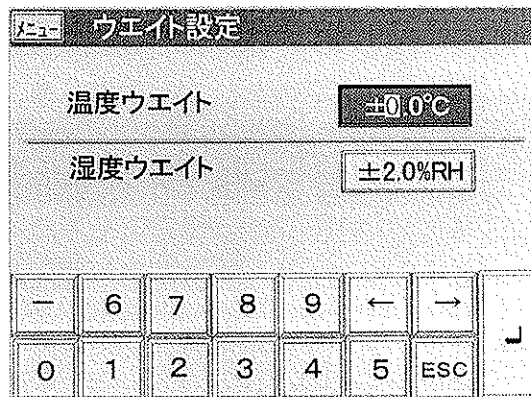 メニュー ウエイト設定
温度ウエイト ±0.0℃
湿度ウエイト ±2.0%RH
— 6 7 8 9 ← →
0 1 2 3 4 5 ESC ↵